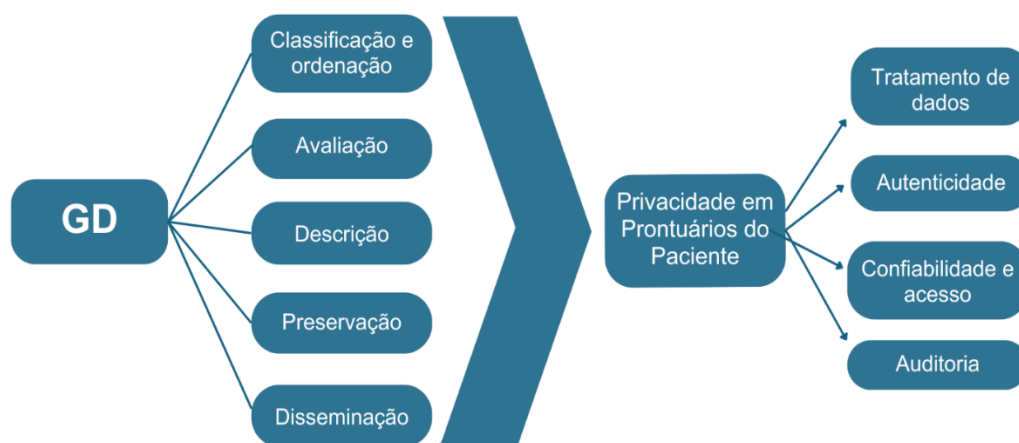 GD
Classificação e
ordenação
Avaliação
Descrição
Preservação
Disseminação
Privacidade em
Prontuários do
Paciente
Tratamento de
dados
Autenticidade
Confiabilidade e
acesso
Auditoria